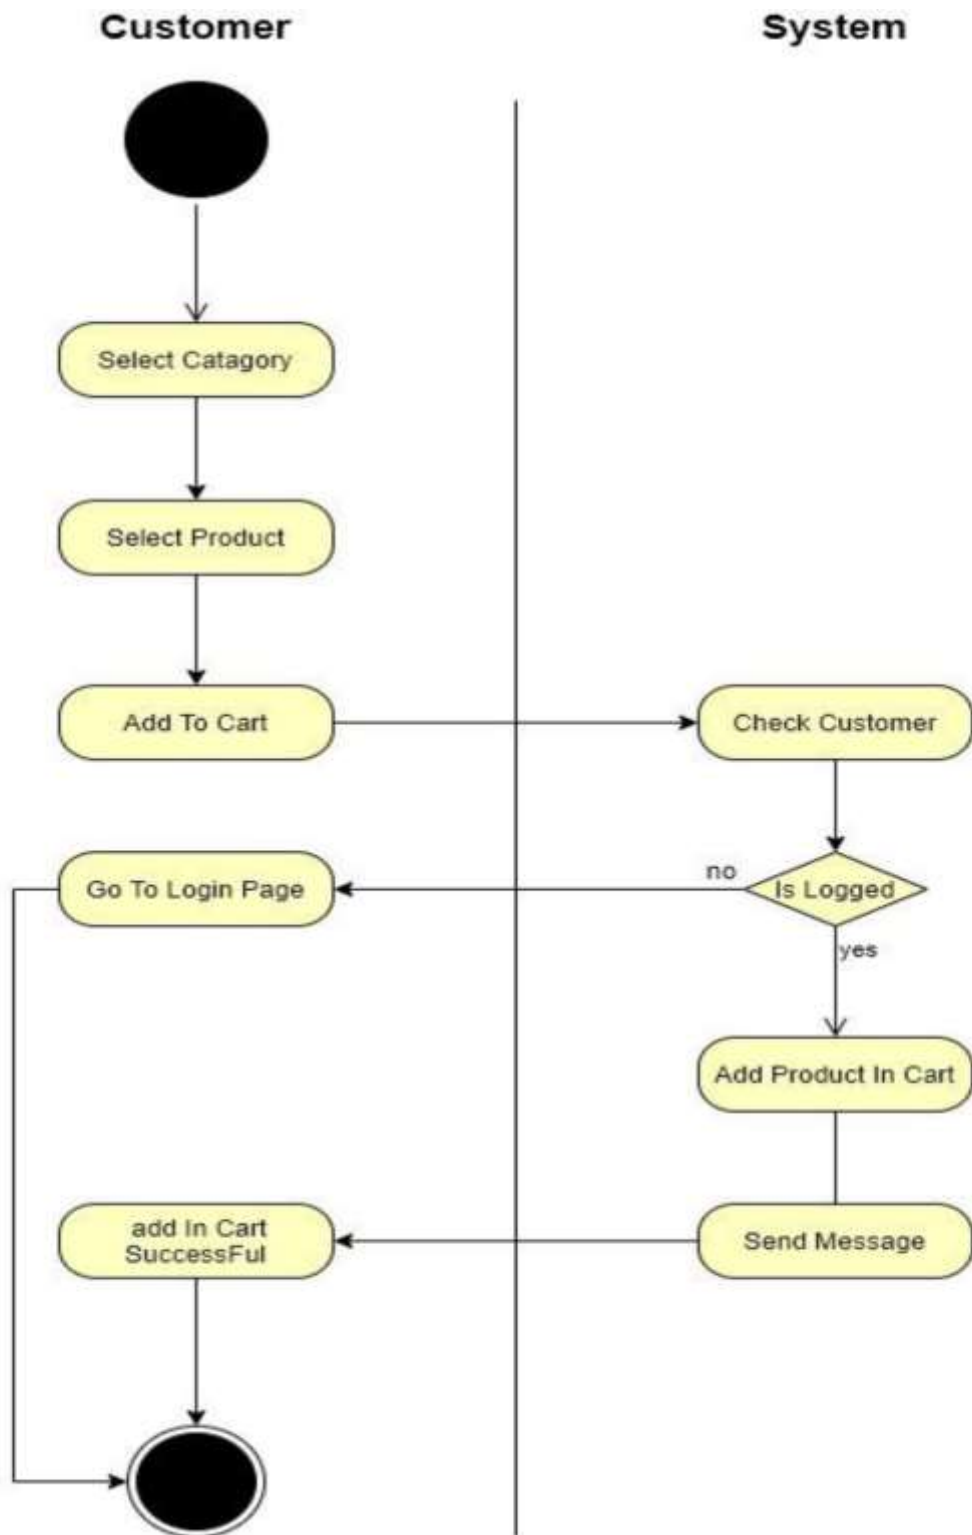 Customer
System
Select Catagory
Select Product
Add To Cart
Check Customer
Go To Login Page
no
Is Logged
yes
Add Product In Cart
add In Cart
SuccessFul
Send Message